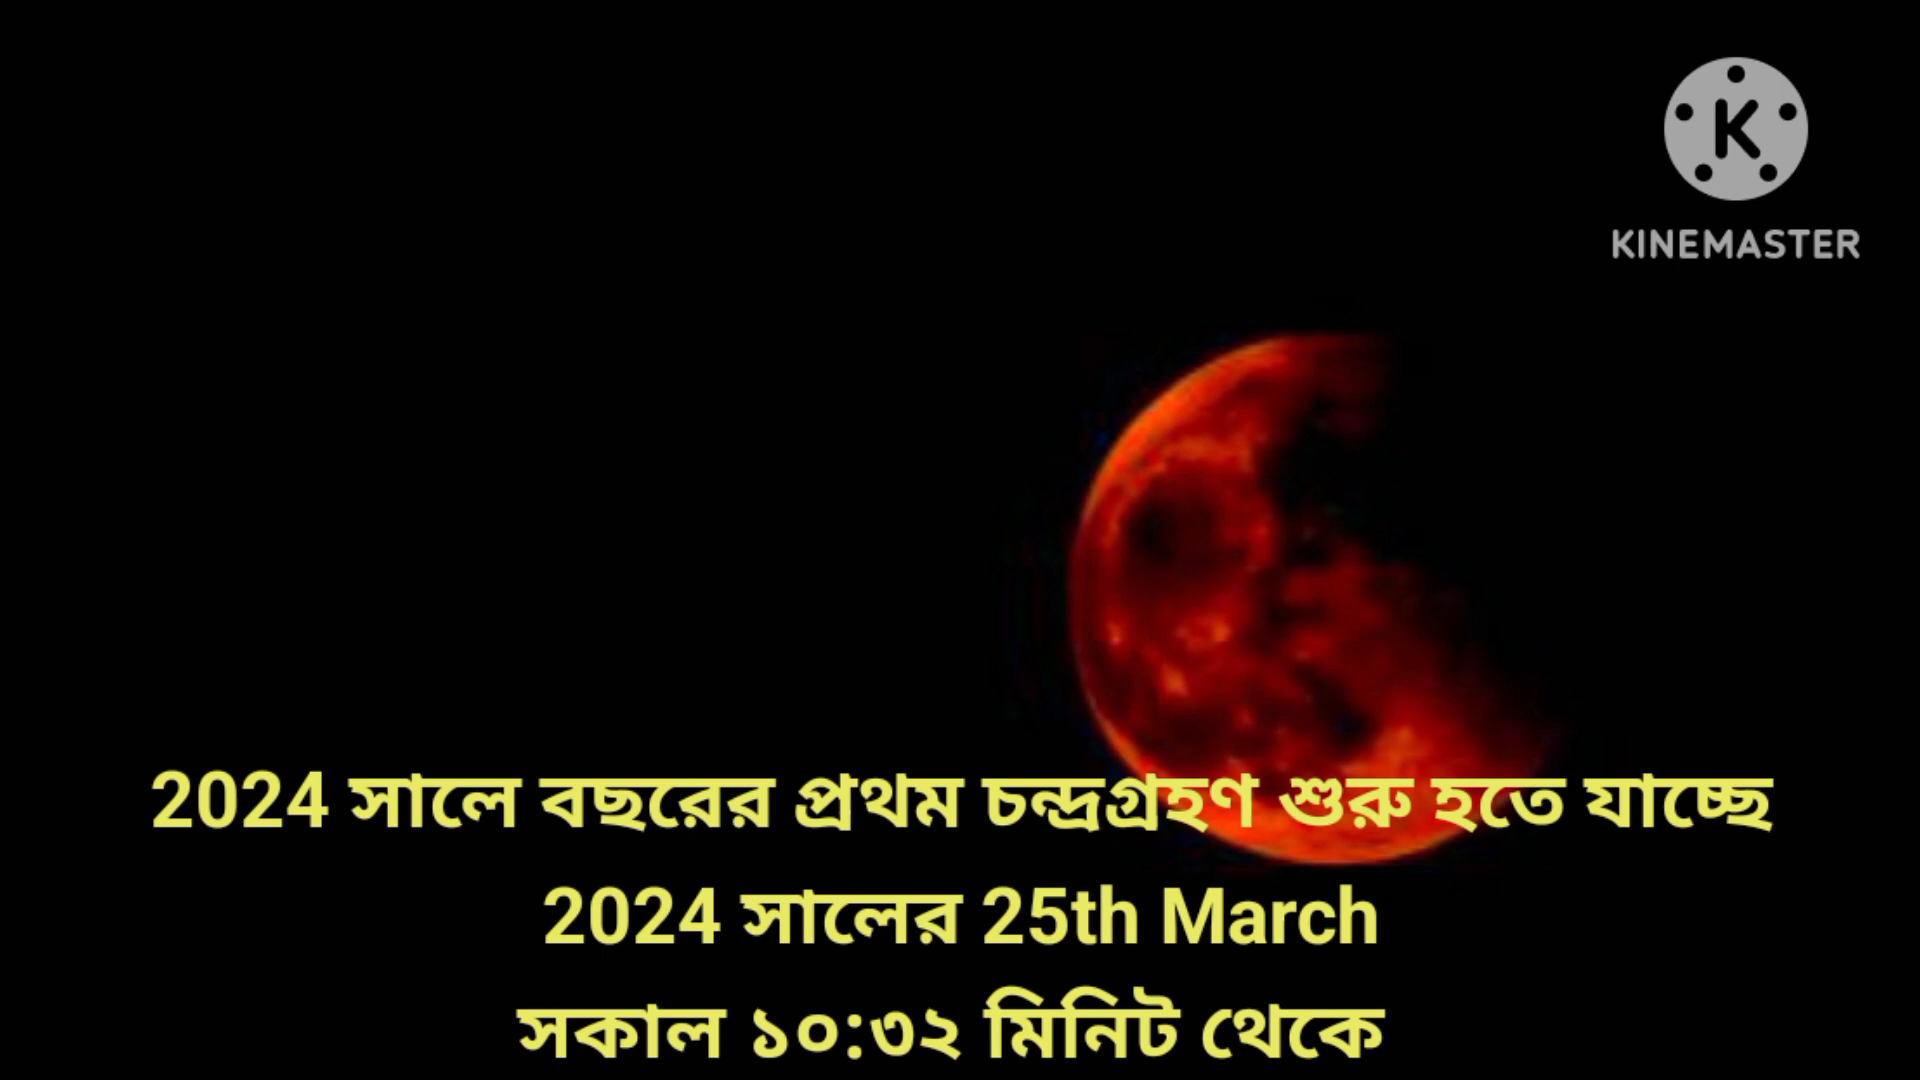 K
KINEMASTER
2024 সালে বছরের প্রথম চন্দ্রগ্রহণ শুরু হতে যাচ্ছে
2024 সালের 25th March
সকাল ১০:৩২ মিনিট থেকে